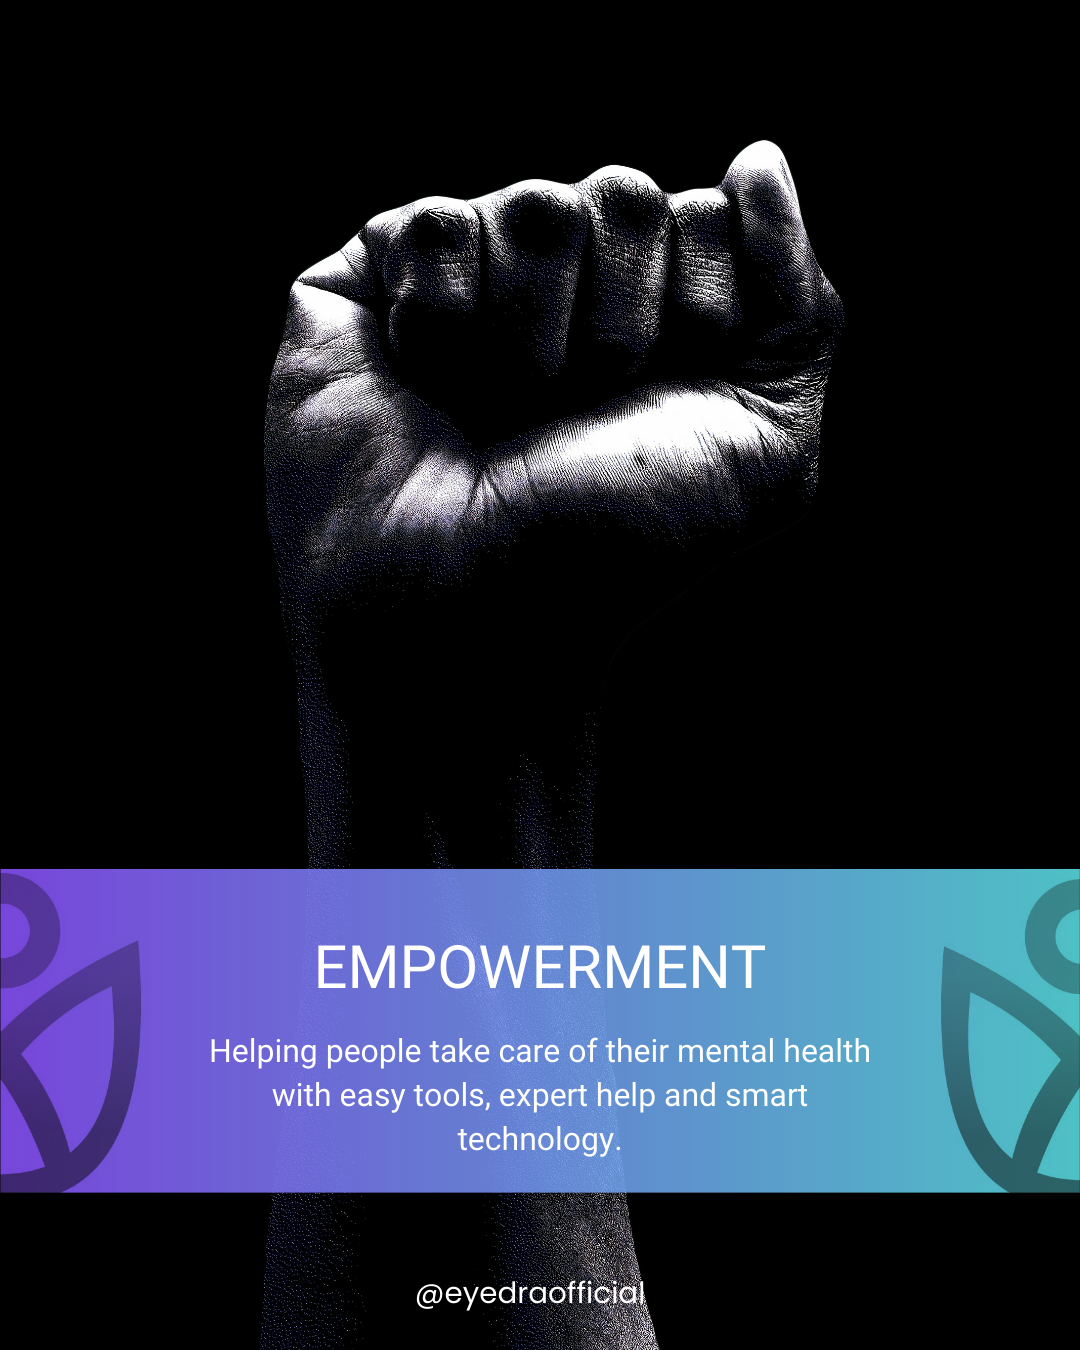 EMPOWERMENT
Helping people take care of their mental health
with easy tools, expert help and smart
technology.
@eyedraofficial